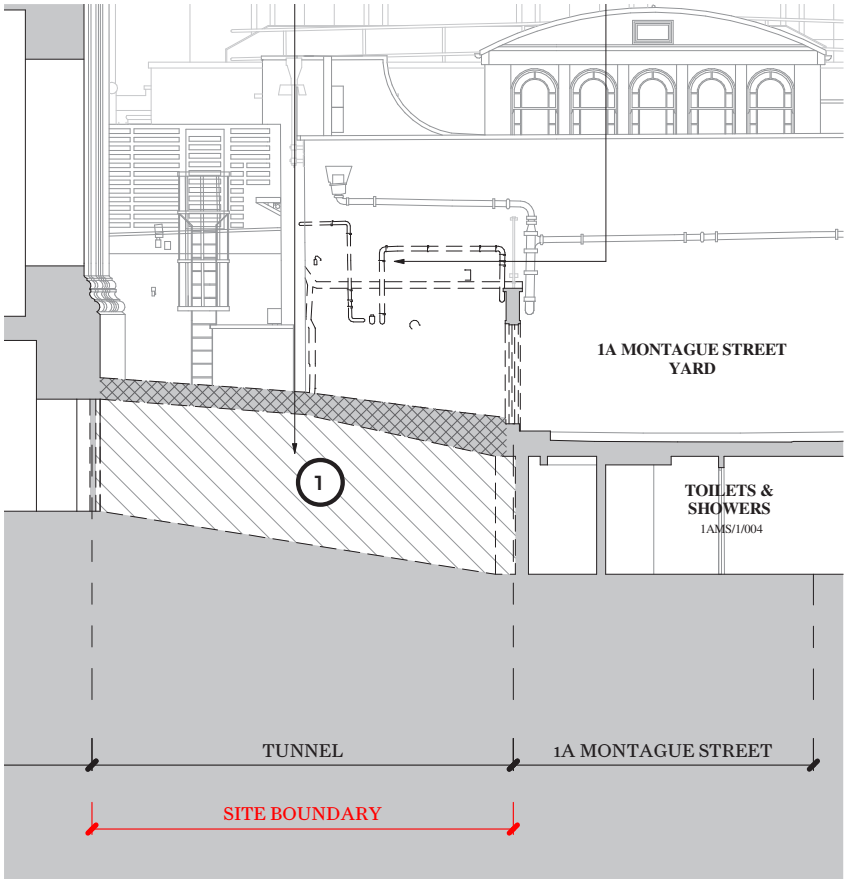 1A MONTAGUE STREET
YARD
1
TOILETS &
SHOWERS
1AMS/1/004
TUNNEL
1A MONTAGUE STREET
SITE BOUNDARY